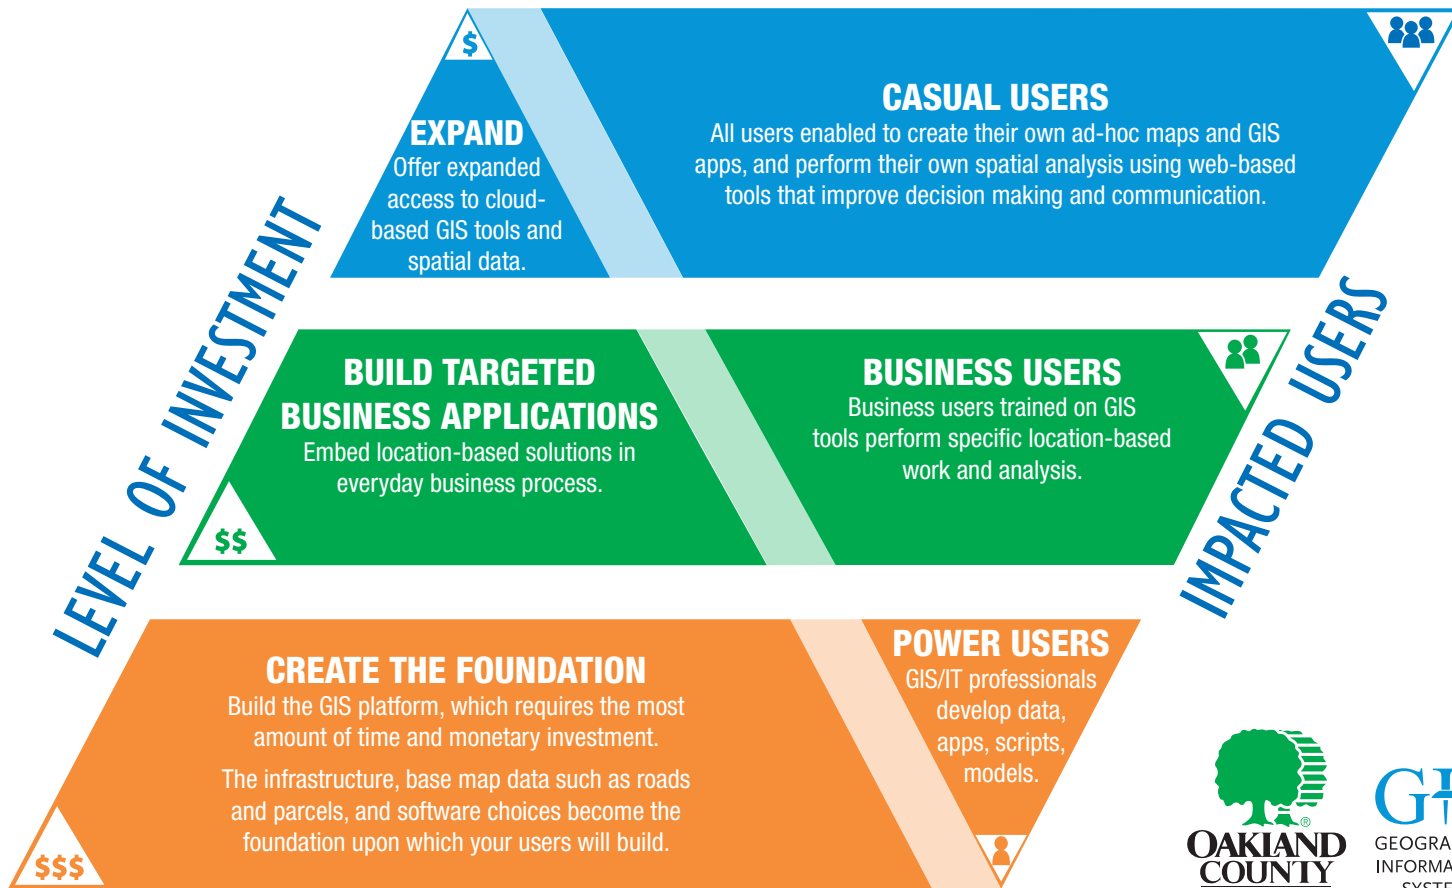 $
EXPAND
Offer expanded
access to cloud-
based GIS tools and
spatial data.
CASUAL USERS
All users enabled to create their own ad-hoc maps and GIS
apps, and perform their own spatial analysis using web-based
tools that improve decision making and communication.
LEVEL OF INVESTMENT
IMPACTED USERS
BUILD TARGETED
BUSINESS APPLICATIONS
Embed location-based solutions in
everyday business process.
$$
BUSINESS USERS
Business users trained on GIS
tools perform specific location-based
work and analysis.
CREATE THE FOUNDATION
Build the GIS platform, which requires the most
amount of time and monetary investment.
The infrastructure, base map data such as roads
and parcels, and software choices become the
foundation upon which your users will build.
$$$
POWER USERS
GIS/IT professionals
develop data,
apps, scripts,
models.
®
OAKLAND
COUNTY